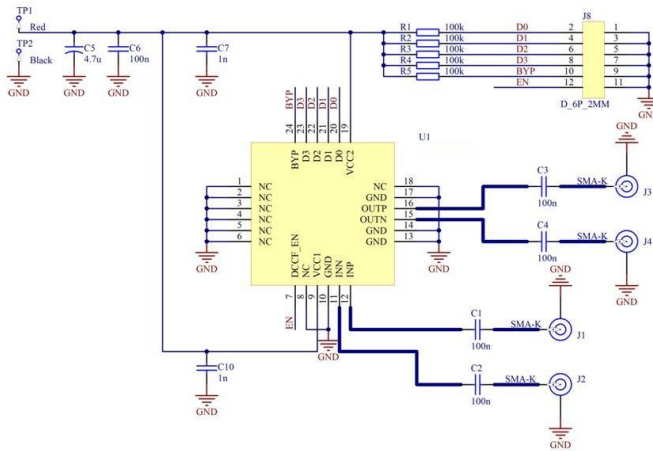 TP1
Red
TP2
Black
GND
C5
4.7u
GND
C6
100n
GND
C7
1n
GND
R1 100k D0
R2 100k D1
R3 100k D2
R4 100k D3
R5 100k BYP
EN
J8
2 1
4 3
6 5
8 7
10 9
12 11
D_6P_2MM
GND
U1
BYP D3 D2 D1 D0
24 23 22 21 20 19
BYP D3 D2 D1 D0 VCC2
1 NC
2 NC
3 NC
4 NC
5 NC
6 NC
GND
NC 18
GND 17
OUTP 16
OUTN 15
GND 14
GND 13
GND
DCCF_EN NC VCC1 GND INN INP
7 8 9 10 11 12
EN
GND
C10
1n
GND
GND
C3
100n
SMA-K
J3
C4
100n
SMA-K
J4
GND
GND
C1
100n
SMA-K
J1
C2
100n
SMA-K
J2
GND